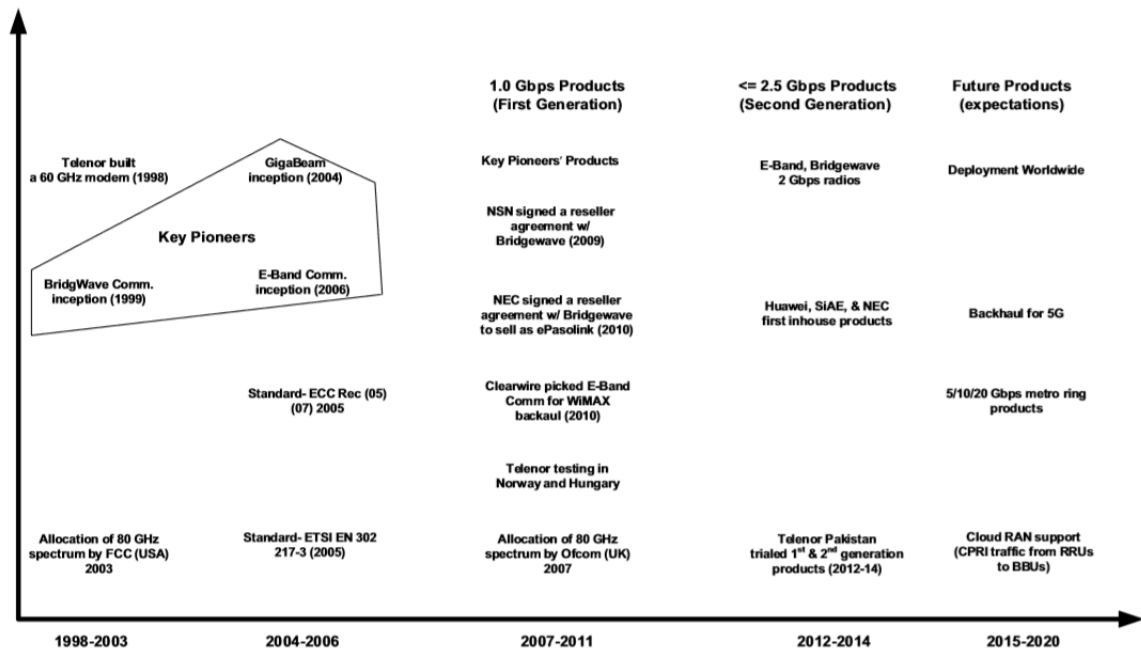 1.0 Gbps Products
(First Generation)
<= 2.5 Gbps Products
(Second Generation)
Future Products
(expectations)
Telenor built
a 60 GHz modem (1998)
GigaBeam
inception (2004)
Key Pioneers' Products
E-Band, Bridgewave
2 Gbps radios
Deployment Worldwide
Key Pioneers
NSN signed a reseller
agreement w/
Bridgewave (2009)
BridgWave Comm.
inception (1999)
E-Band Comm.
inception (2006)
NEC signed a reseller
agreement w/ Bridgewave
to sell as ePasolink (2010)
Huawei, SiAE, & NEC
first inhouse products
Backhaul for 5G
Standard- ECC Rec (05)
(07) 2005
Clearwire picked E-Band
Comm for WiMAX
backaul (2010)
5/10/20 Gbps metro ring
products
Telenor testing in
Norway and Hungary
Allocation of 80 GHz
spectrum by FCC (USA)
2003
Standard- ETSI EN 302
217-3 (2005)
Allocation of 80 GHz
spectrum by Ofcom (UK)
2007
Telenor Pakistan
trialed 1st & 2nd generation
products (2012-14)
Cloud RAN support
(CPRI traffic from RRUs
to BBUs)
1998-2003
2004-2006
2007-2011
2012-2014
2015-2020